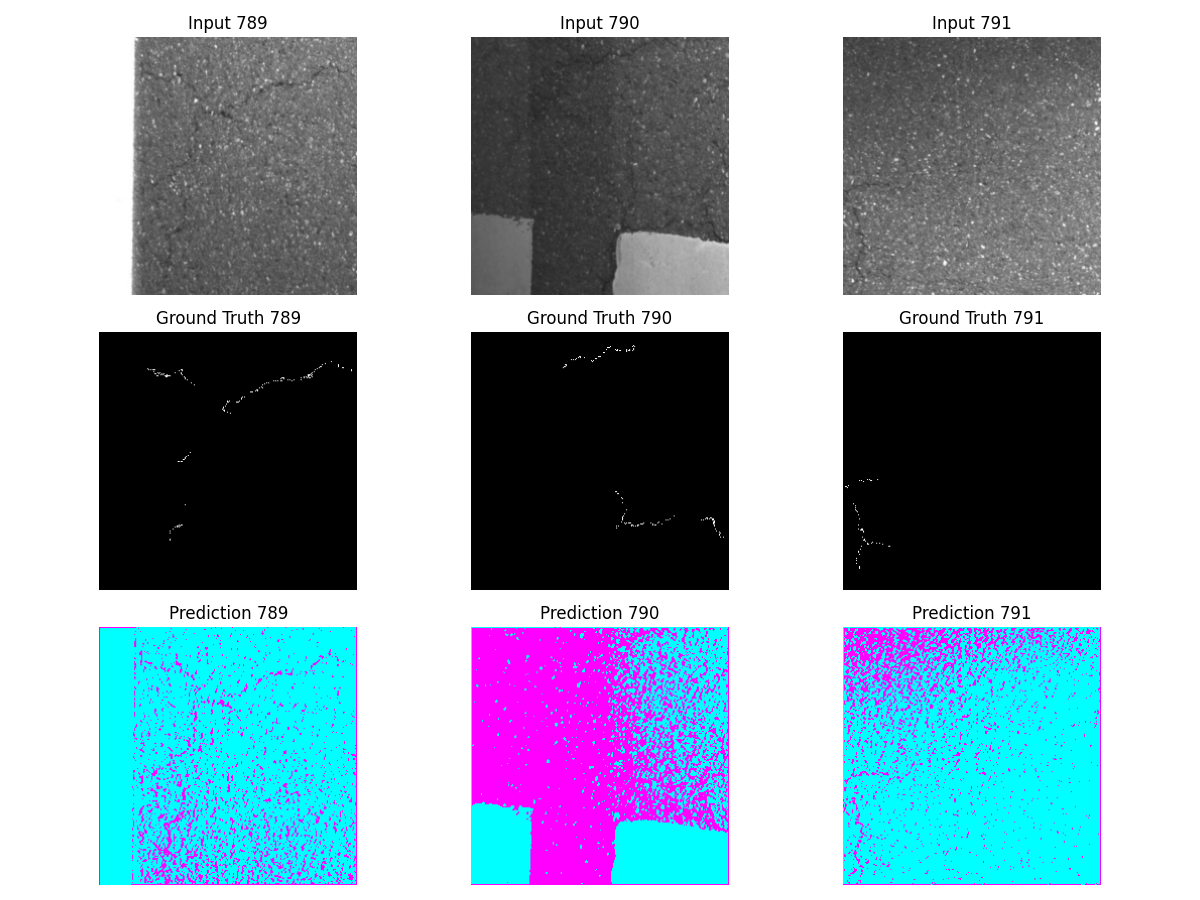 Input 789
Input 790
Input 791
Ground Truth 789
Ground Truth 790
Ground Truth 791
Prediction 789
Prediction 790
Prediction 791